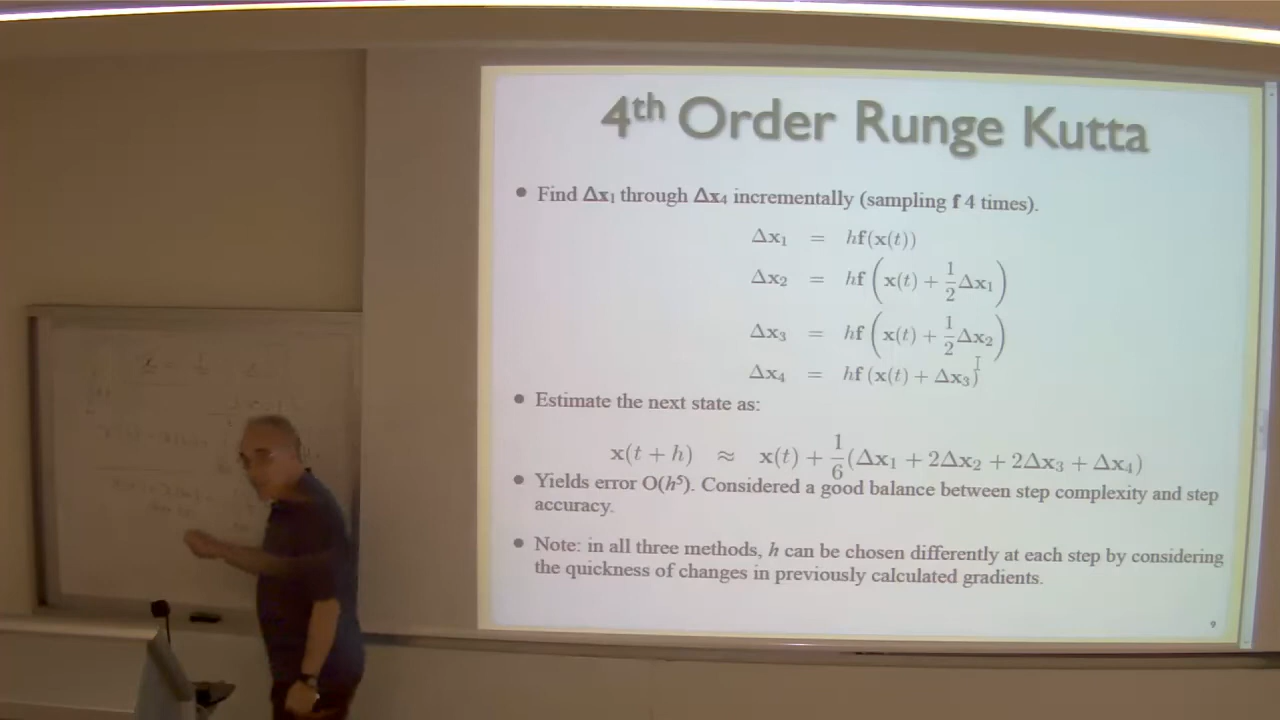 4th Order Runge Kutta
• Find Δx₁ through Δx₄ incrementally (sampling f 4 times).
Δx₁ = hf(x(t))
Δx₂ = hf(x(t) + 1/2 Δx₁)
Δx₃ = hf(x(t) + 1/2 Δx₂)
Δx₄ = hf(x(t) + Δx₃)
• Estimate the next state as:
x(t + h) ≈ x(t) + 1/6 (Δx₁ + 2Δx₂ + 2Δx₃ + Δx₄)
• Yields error O(h⁵). Considered a good balance between step complexity and step
accuracy.
• Note: in all three methods, h can be chosen differently at each step by considering
the quickness of changes in previously calculated gradients.
9